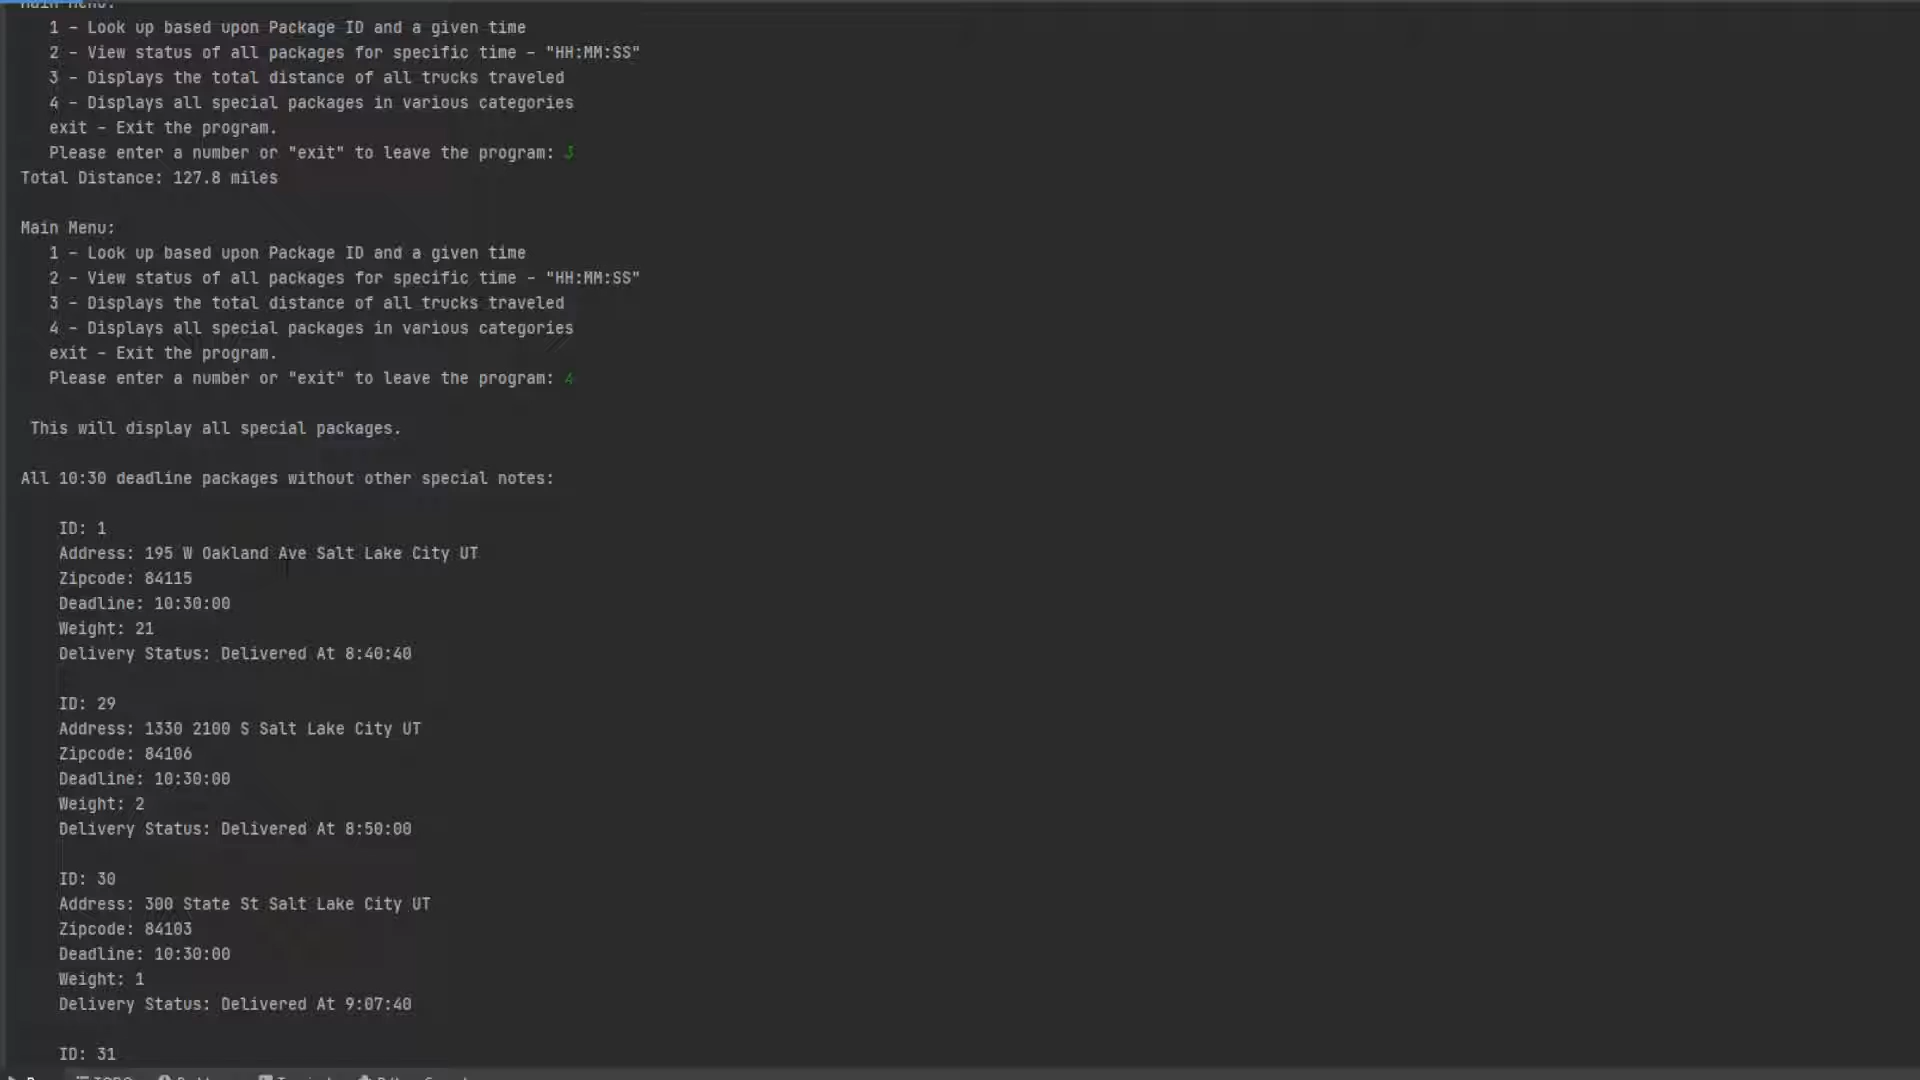 Main Menu:
1 - Look up based upon Package ID and a given time
2 - View status of all packages for specific time - "HH:MM:SS"
3 - Displays the total distance of all trucks traveled
4 - Displays all special packages in various categories
exit - Exit the program.
Please enter a number or "exit" to leave the program: 3
Total Distance: 127.8 miles
Main Menu:
1 - Look up based upon Package ID and a given time
2 - View status of all packages for specific time - "HH:MM:SS"
3 - Displays the total distance of all trucks traveled
4 - Displays all special packages in various categories
exit - Exit the program.
Please enter a number or "exit" to leave the program: 4
This will display all special packages.
All 10:30 deadline packages without other special notes:
ID: 1
Address: 195 W Oakland Ave Salt Lake City UT
Zipcode: 84115
Deadline: 10:30:00
Weight: 21
Delivery Status: Delivered At 8:40:40
ID: 29
Address: 1330 2100 S Salt Lake City UT
Zipcode: 84106
Deadline: 10:30:00
Weight: 2
Delivery Status: Delivered At 8:50:00
ID: 30
Address: 300 State St Salt Lake City UT
Zipcode: 84103
Deadline: 10:30:00
Weight: 1
Delivery Status: Delivered At 9:07:40
ID: 31